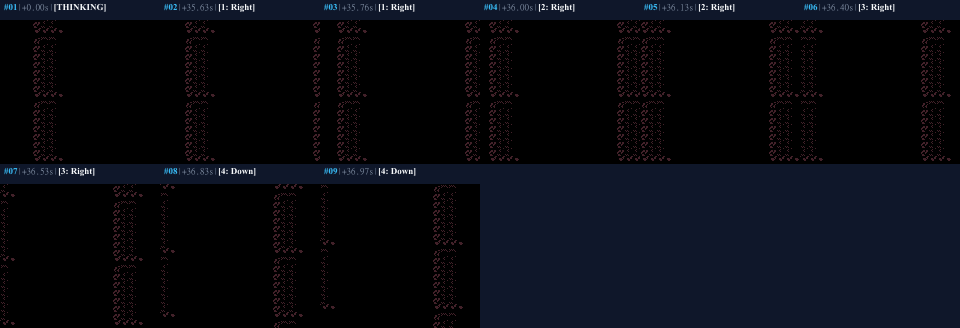 #01 | +0.00s | [THINKING]
#02 | +35.63s | [1: Right]
#03 | +35.76s | [1: Right]
#04 | +36.00s | [2: Right]
#05 | +36.13s | [2: Right]
#06 | +36.40s | [3: Right]
#07 | +36.53s | [3: Right]
#08 | +36.83s | [4: Down]
#09 | +36.97s | [4: Down]